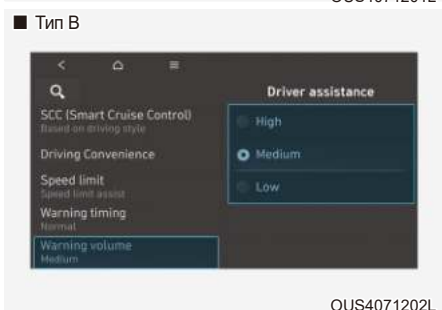 ■ Тип B
Driver assistance
SCC (Smart Cruise Control)
Based on driving style
Driving Convenience
Speed limit
Speed limit assist
Warning timing
Normal
Warning volume
Medium
High
Medium
Low
OUS4071202L